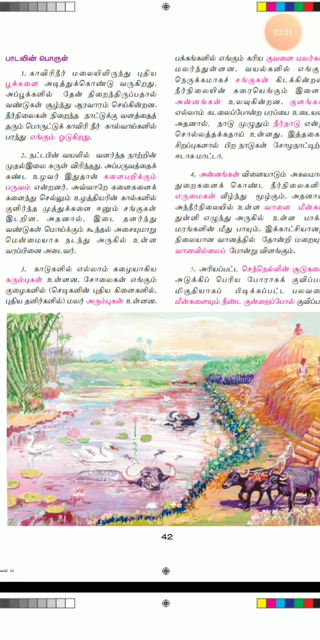 02:51
பாடலின் பொருள்
1. காவிரிநீர் மலையிலிருந்து புதிய
பூக்களை அடித்துக்கொண்டு வருகிறது.
அப்பூக்களில் தேன் நிறைந்திருப்பதால்
வண்டுகள் சூழ்ந்து ஆரவாரம் செய்கின்றன.
நீர்நிலைகள் நிறைந்த நாட்டுக்கு வளத்தைத்
தரும் பொருட்டுக் காவிரி நீர் கால்வாய்களில்
பரந்து எங்கும் ஓடுகிறது.
2. நட்டபின் வயலில் வளர்ந்த நாற்றின்
முதல்இலை சுருள் விரிந்தது. அப்பருவத்தைக்
கண்ட உழவர் இதுதான் களைபறிக்கும்
பருவம் என்றனர். அவ்வாறே களைகளைக்
களைந்து செல்லும் உழத்தியரின் கால்களில்
குளிர்ந்த முத்துக்களை ஈனும் சங்குகள்
இடறின. அதனால், இடை தளர்ந்து
வண்டுகள் மொய்க்கும் கூந்தல் அசையுமாறு
மென்மையாக நடந்து அருகில் உள்ள
வரப்பினை அடைவர்.
3. காடுகளில் எல்லாம் கழையாகிய
கரும்புகள் உள்ளன. சோலைகள் எங்கும்
குழைகளில் (செடிகளின் புதிய கிளைகளில்,
புதிய தளிர்களில்) மலர் அரும்புகள் உள்ளன.
பக்கங்களில் எங்கும் கரிய குவளை மலர்க
மலர்ந்துள்ளன. வயல்களில் எங்கு
நெருக்கமாகச் சங்குகள் கிடக்கின்றன
நீர்நிலையின் கரையெங்கும் இளை
அன்னங்கள் உலவுகின்றன. குளங்க
எல்லாம் கடலைப்போன்ற பரப்பை உடையன
அதனால், நாடு முழுதும் நீர்நாடு என்
சொல்லத்தக்கதாய் உள்ளது. இத்தகை
சிறப்புகளால் பிற நாடுகள் சோழநாட்டிற்
ஈடாக மாட்டா.
4. அன்னங்கள் விளையாடும் அகலமா
துறைகளைக் கொண்ட நீர்நிலைகளி
எருமைகள் வீழ்ந்து மூழ்கும். அதனா
அந்நீர்நிலையில் உள்ள வாளை மீன்க
துள்ளி எழுந்து அருகில் உள்ள பாக்
மரங்களின் மீது பாயும். இக்காட்சியான
நிலையான வானத்தில் தோன்றி மறையு
வானவில்லைப் போன்று விளங்கும்.
5. அரியப்பட்ட செந்நெல்லின் சூடுகளை
அடுக்கிப் பெரிய போராகக் குவிப்ப
மிகுதியாகப் பிடிக்கப்பட்ட பலவகை
மீன்களையும் நீண்ட குன்றைப்போல் குவிப்ப
42